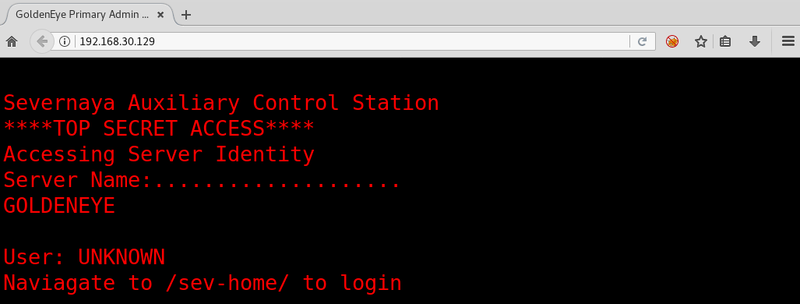 GoldenEye Primary Admin ...
192.168.30.129
Severnaya Auxiliary Control Station
****TOP SECRET ACCESS****
Accessing Server Identity
Server Name:....................
GOLDENEYE
User: UNKNOWN
Naviagate to /sev-home/ to login